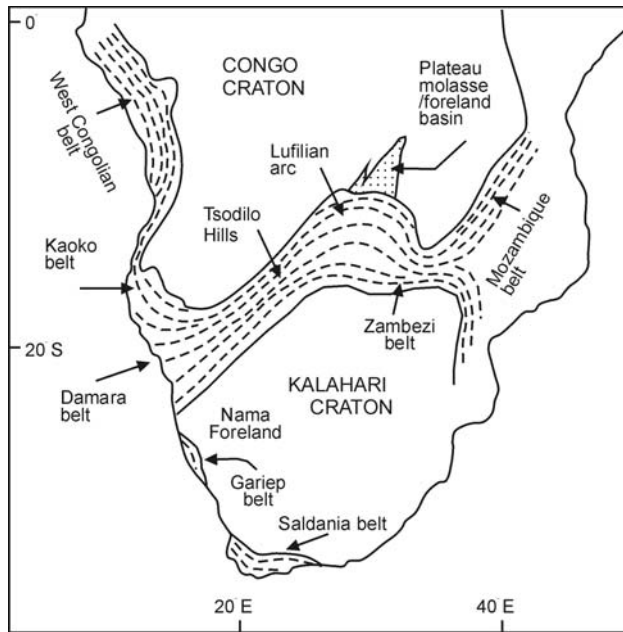 0°
CONGO
CRATON
Plateau
molasse
/foreland
basin
West Congolian
belt
Lufilian
arc
Tsodilo
Hills
Kaoko
belt
Mozambique
belt
Zambezi
belt
20°S
KALAHARI
CRATON
Damara
belt
Nama
Foreland
Gariep
belt
Saldania belt
20°E
40°E